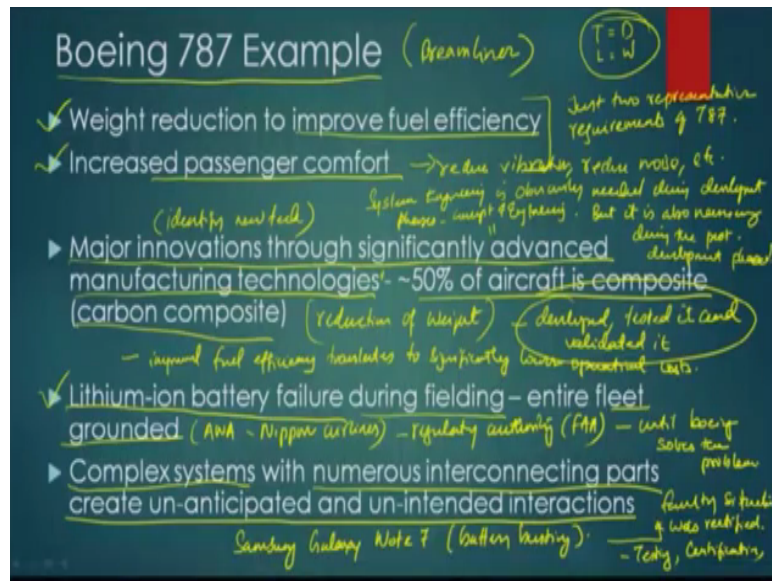 Boeing 787 Example (Dreamliner)
T = D
L = W
Weight reduction to improve fuel efficiency
Just two representative
requirements of 787.
Increased passenger comfort → reduce vibration, reduce noise, etc.
System Engineering is obviously needed during development
phases - concept & Engineering. But it is also necessary
during the post
development phases
(identify new tech)
Major innovations through significantly advanced
manufacturing technologies - ~50% of aircraft is composite
(carbon composite) (reduction of weight) – developed, tested it and
validated it
– improved fuel efficiency translates to significantly lower operational costs.
Lithium-ion battery failure during fielding – entire fleet
grounded (AWA - Nippon airlines) – regulatory authority (FAA) – until boeing
solves the
problem
Complex systems with numerous interconnecting parts
create un-anticipated and un-intended interactions
faulty situation
was rectified.
Samsung Galaxy Note 7 (battery bursting).
– Testing, Certification,